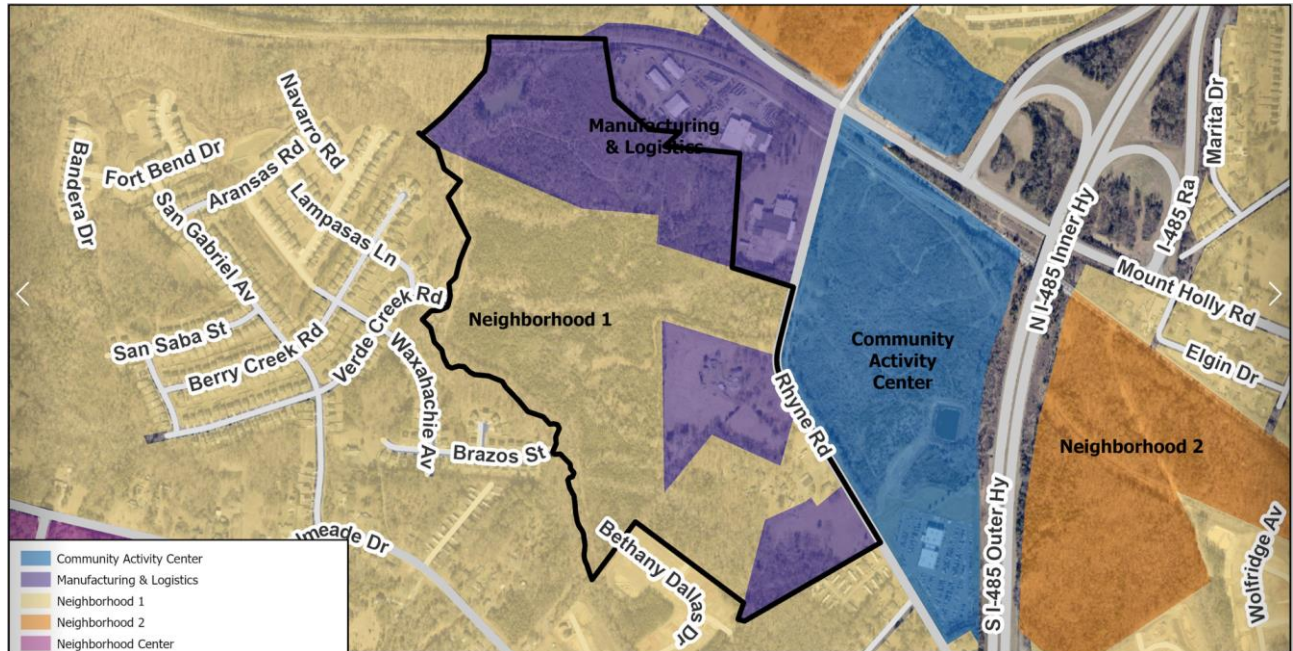 Navarro Rd
Marita Dr
Manufacturing
& Logistics
Fort Bend Dr
Aransas Rd
Bandera Dr
San Gabriel Av
Lampasas Ln
I-485 Ra
N I-485 Inner Hy
Mount Holly Rd
Neighborhood 1
Verde Creek Rd
San Saba St
Berry Creek Rd
Waxahachie Av
Community
Activity
Center
Elgin Dr
Rhyne Rd
Brazos St
Neighborhood 2
S I-485 Outer Hy
lmeade Dr
Bethany Dallas Dr
Wolfridge Av
Community Activity Center
Manufacturing & Logistics
Neighborhood 1
Neighborhood 2
Neighborhood Center